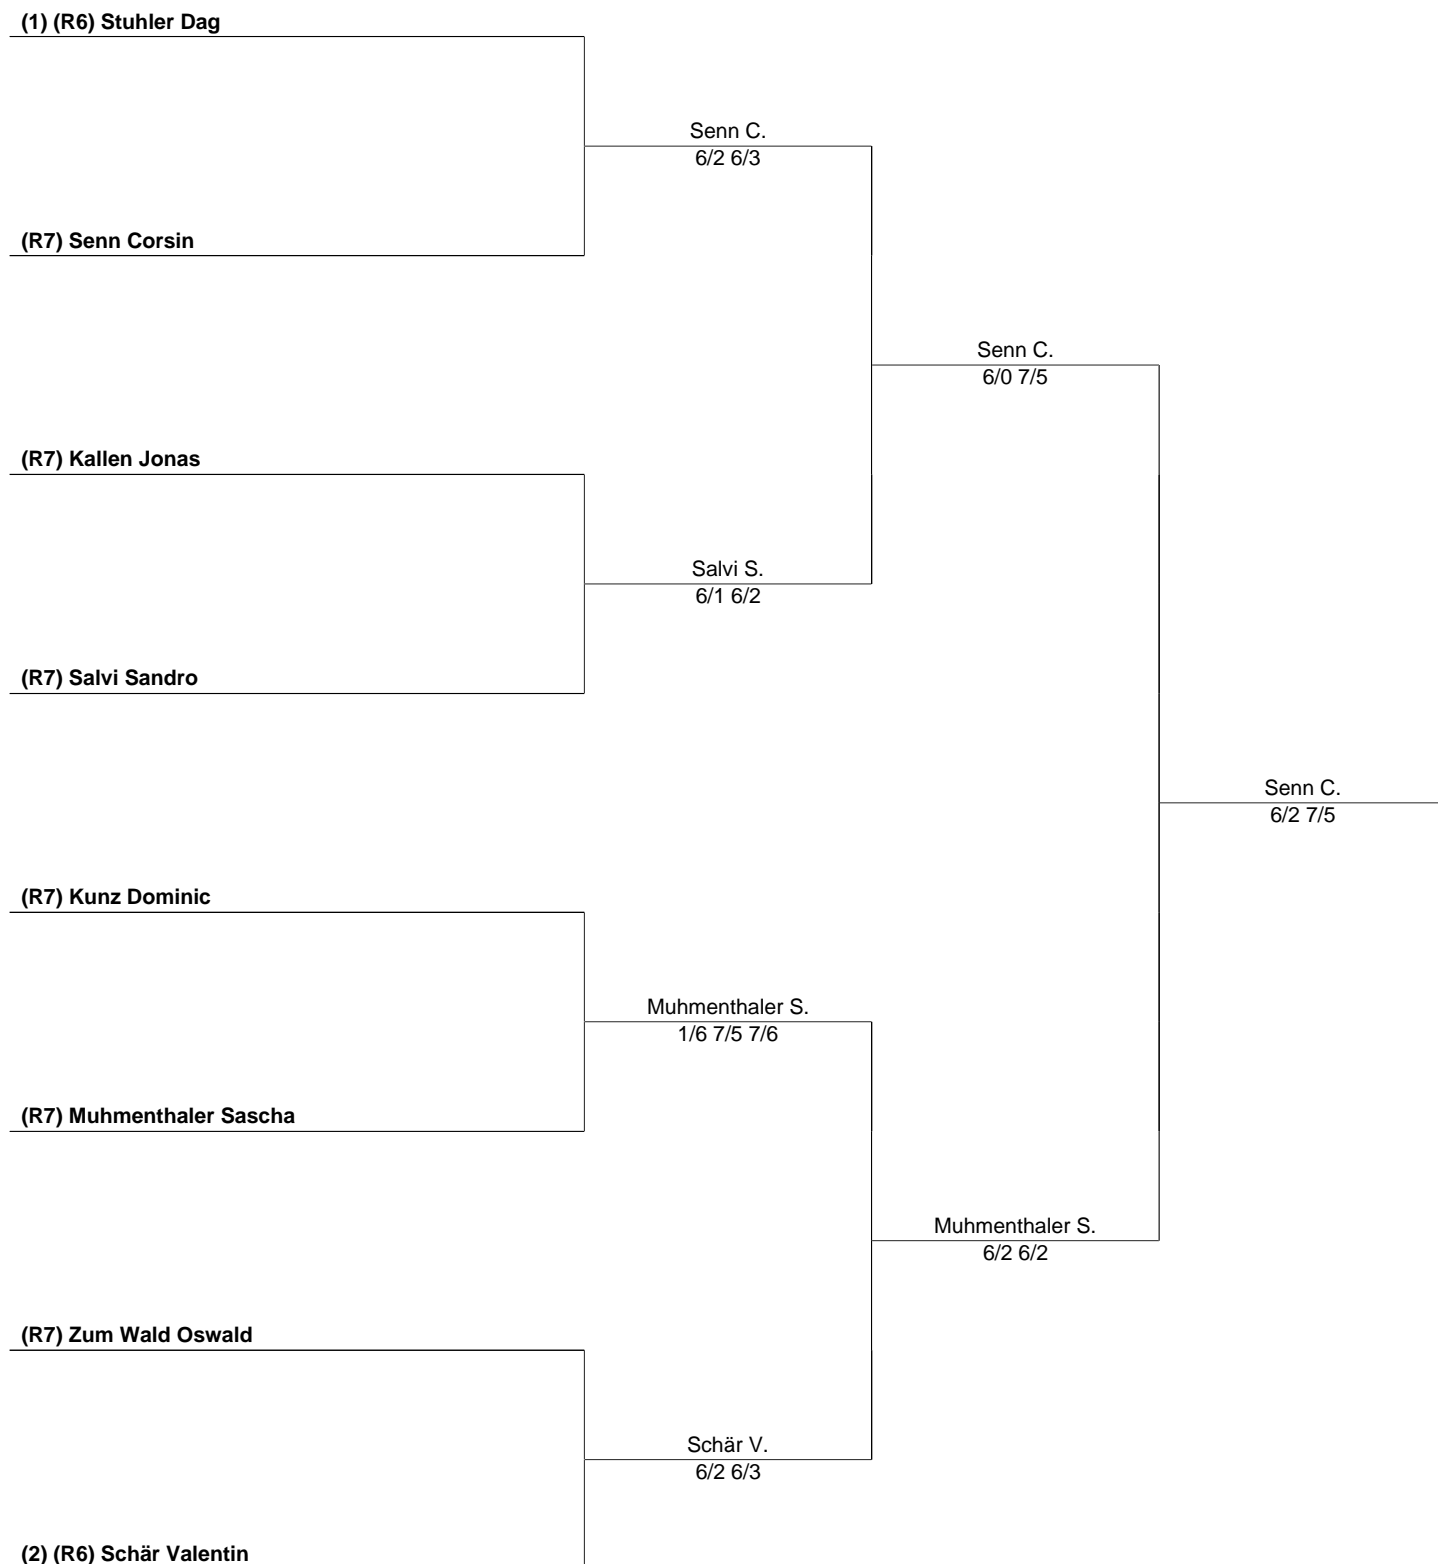 (1) (R6) Stuhler Dag
Senn C.
6/2 6/3
(R7) Senn Corsin
Senn C.
6/0 7/5
(R7) Kallen Jonas
Salvi S.
6/1 6/2
(R7) Salvi Sandro
Senn C.
6/2 7/5
(R7) Kunz Dominic
Muhmenthaler S.
1/6 7/5 7/6
(R7) Muhmenthaler Sascha
Muhmenthaler S.
6/2 6/2
(R7) Zum Wald Oswald
Schär V.
6/2 6/3
(2) (R6) Schär Valentin